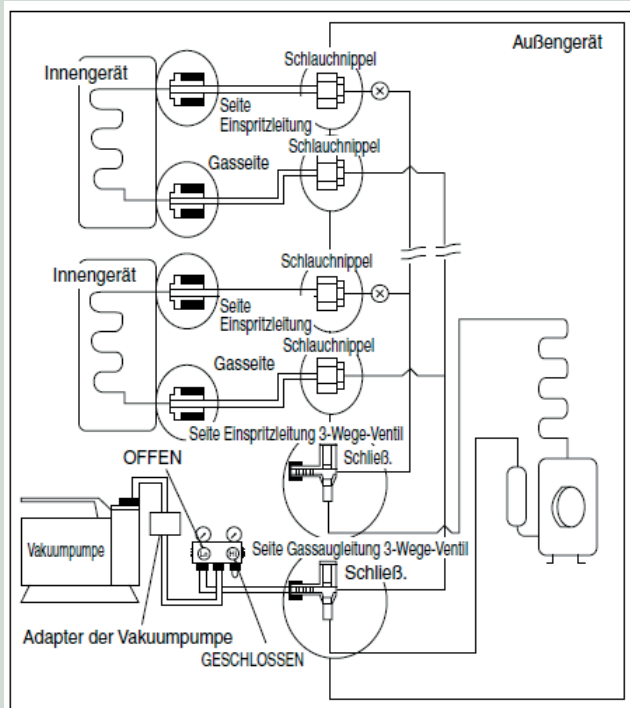 Außengerät
Schlauchnippel
Innengerät
Seite
Einspritzleitung
Schlauchnippel
Gasseite
Schlauchnippel
Innengerät
Seite
Einspritzleitung
Schlauchnippel
Gasseite
Seite Einspritzleitung 3-Wege-Ventil
OFFEN
Schließ.
Vakuumpumpe
Lo
Hi
Seite Gassaugleitung 3-Wege-Ventil
Schließ.
Adapter der Vakuumpumpe
GESCHLOSSEN